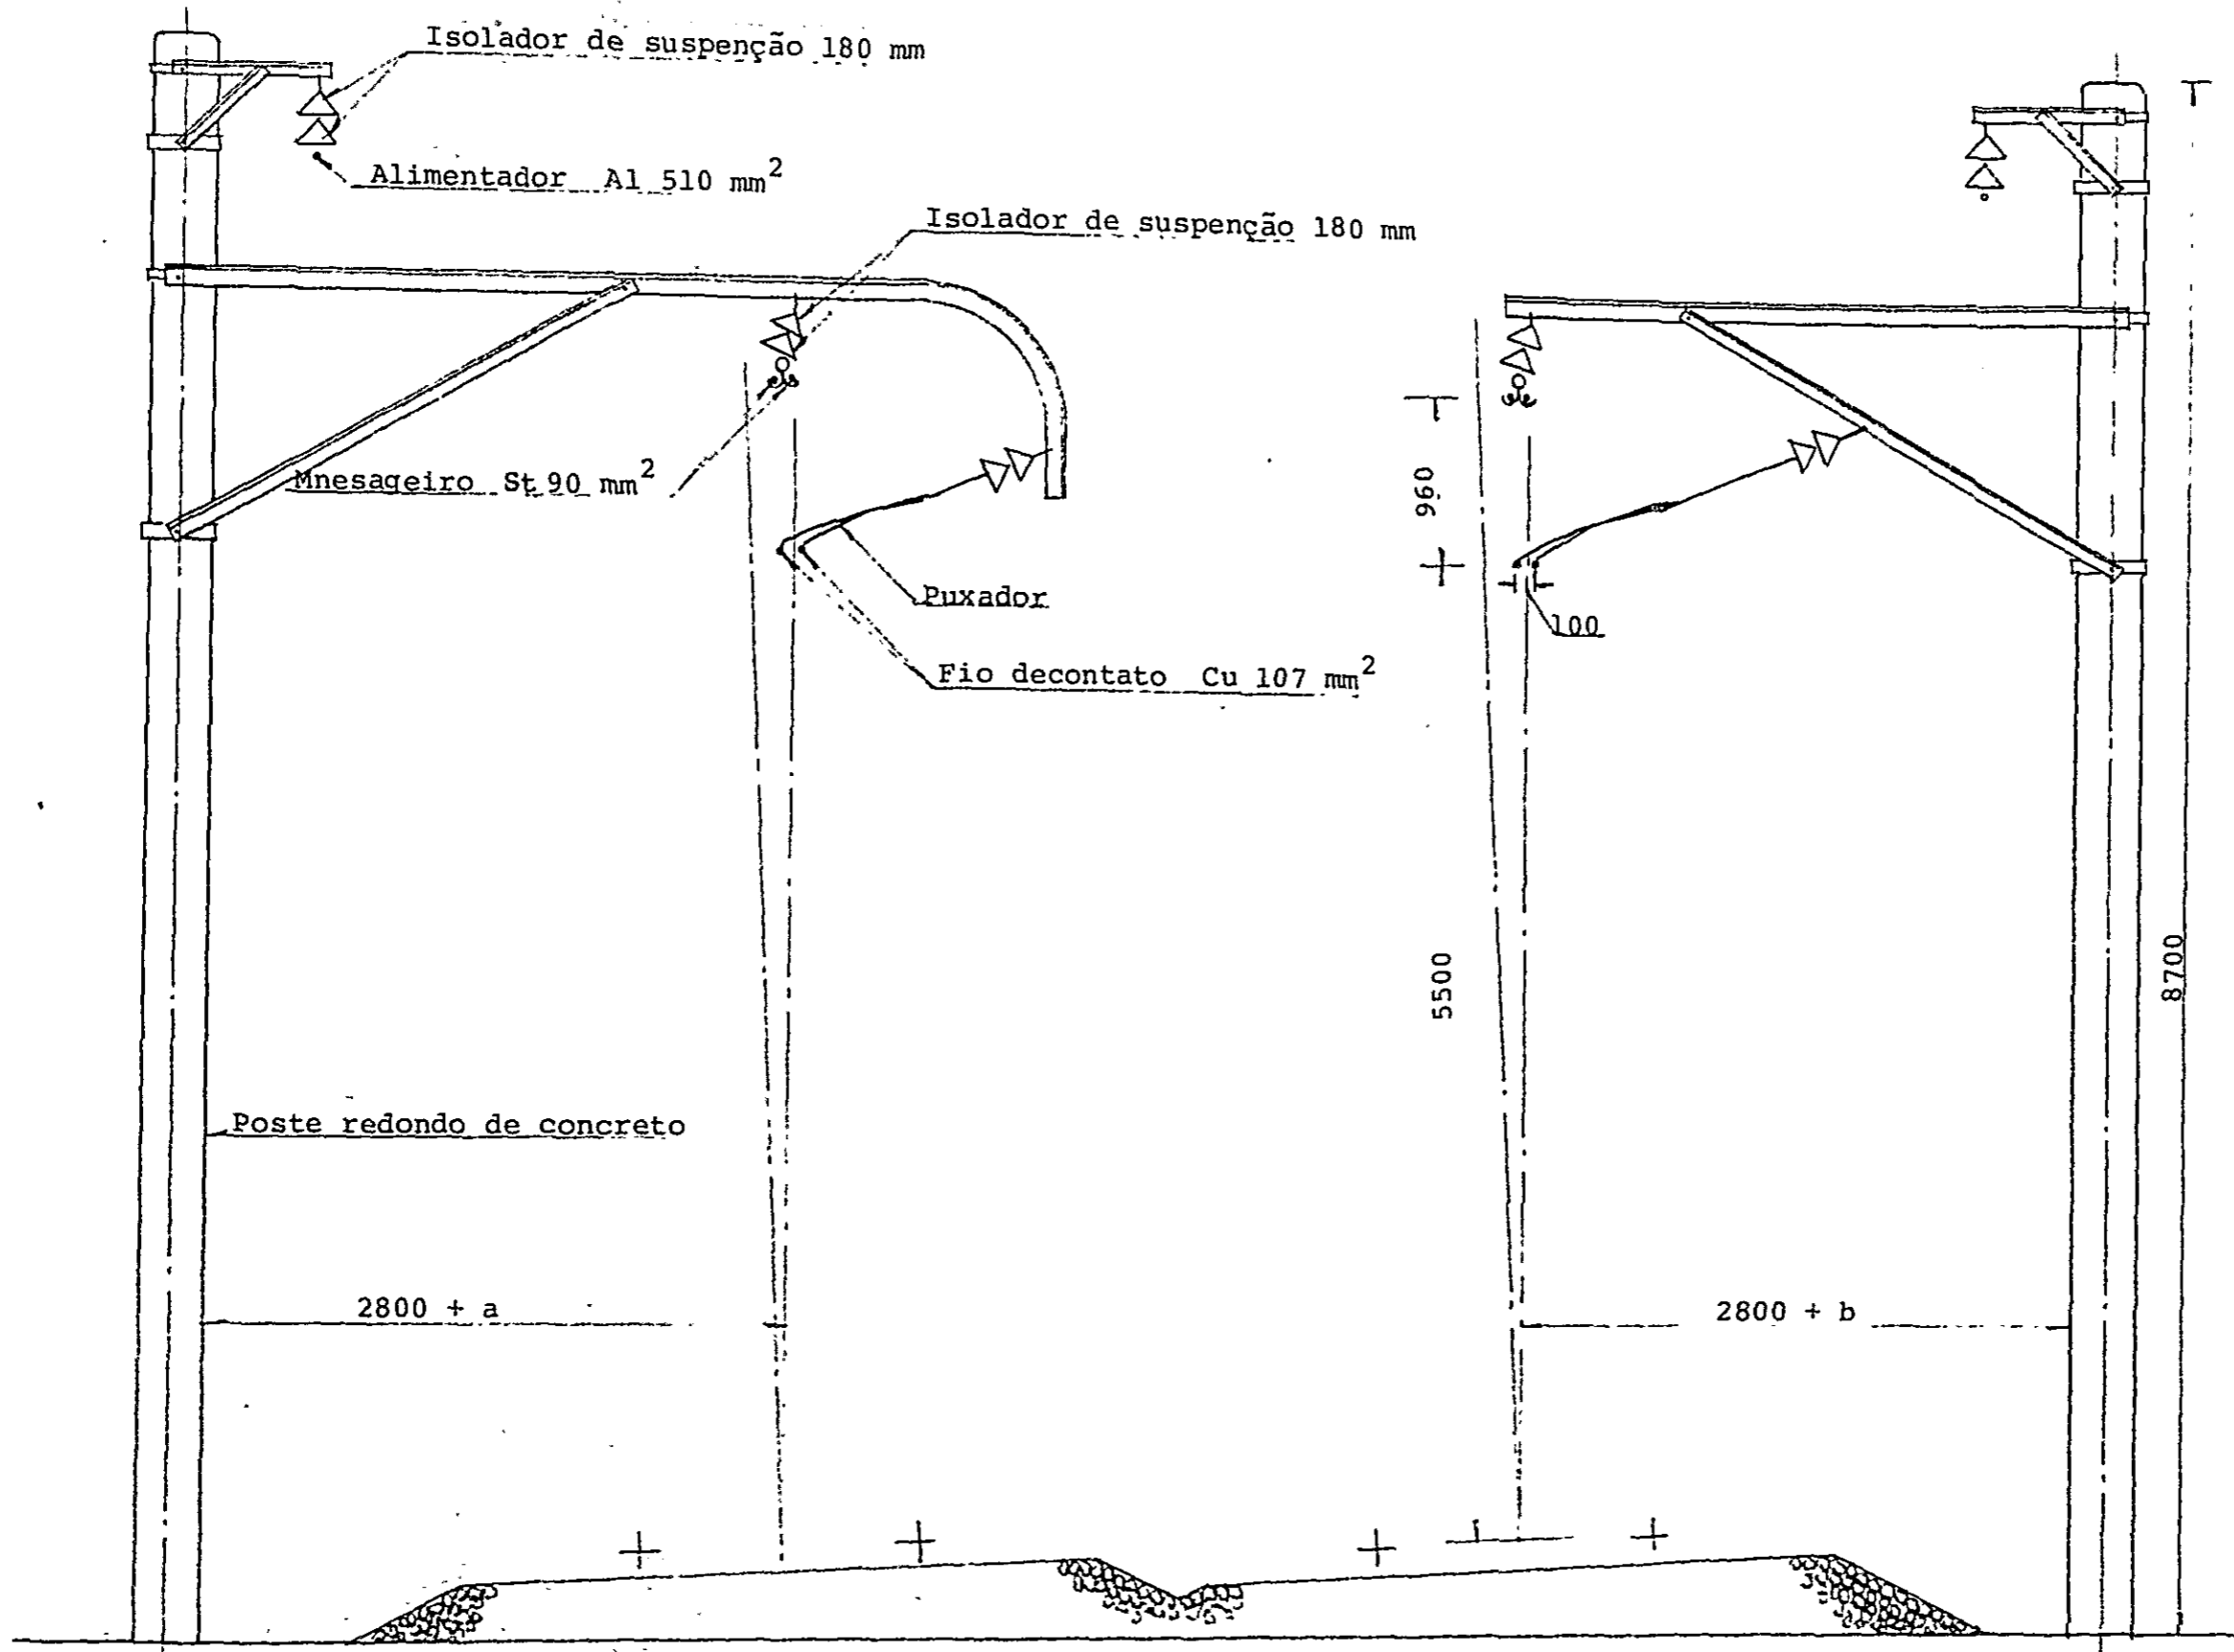 Isolador de suspenção 180 mm
Alimentador Al 510 mm²
Isolador de suspenção 180 mm
Mnesageiro St 90 mm²
960
Puxador
100
Fio decontato Cu 107 mm²
5500
8700
Poste redondo de concreto
2800 + a
2800 + b